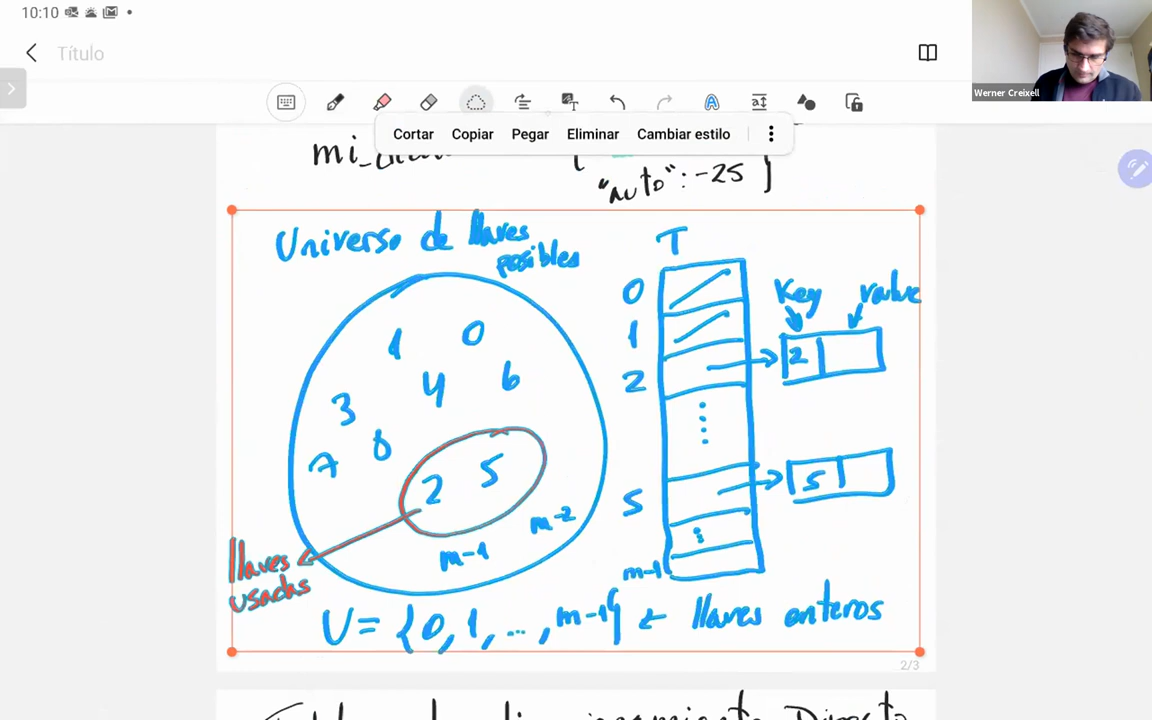 10:10
Título
Werner Creixell
Cortar Copiar Pegar Eliminar Cambiar estilo
"auto": -25 ]
Universo de llaves
posibles
1 0
4 6
3
7 8
2 5
m-1 m-2
llaves
usadas
T
0
1
2
5
m-1
Key value
2
5
U = {0, 1, ..., m-1} ← llaves enteros
2/3
Directo